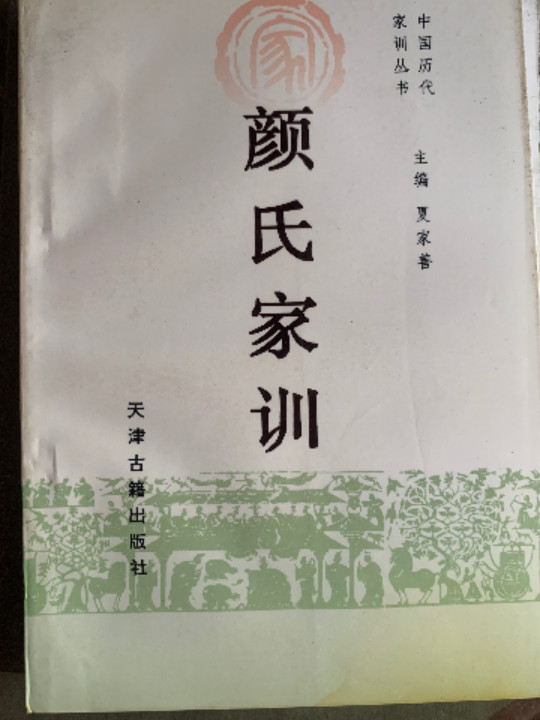 中国历代
家训丛书
主编 夏家善
家
颜氏家训
天津古籍出版社